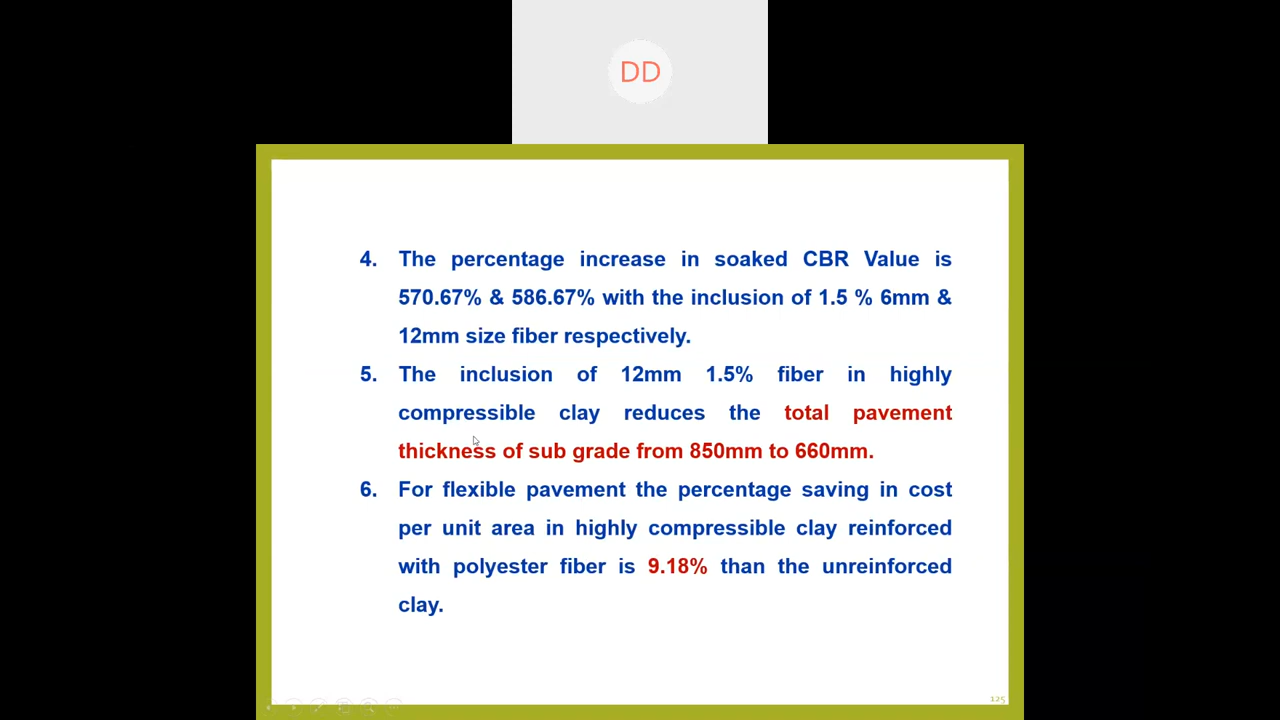 DD
4. The percentage increase in soaked CBR Value is
570.67% & 586.67% with the inclusion of 1.5 % 6mm &
12mm size fiber respectively.
5. The inclusion of 12mm 1.5% fiber in highly
compressible clay reduces the total pavement
thickness of sub grade from 850mm to 660mm.
6. For flexible pavement the percentage saving in cost
per unit area in highly compressible clay reinforced
with polyester fiber is 9.18% than the unreinforced
clay.
125